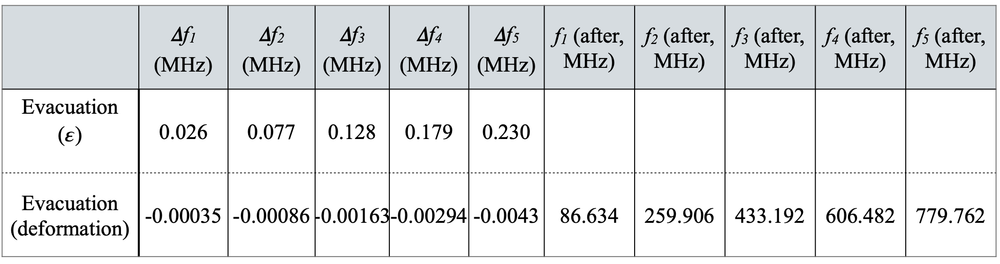 Δf1 (MHz) Δf2 (MHz) Δf3 (MHz) Δf4 (MHz) Δf5 (MHz) f1 (after, MHz) f2 (after, MHz) f3 (after, MHz) f4 (after, MHz) f5 (after, MHz)
Evacuation (ε) 0.026 0.077 0.128 0.179 0.230
Evacuation (deformation) -0.00035 -0.00086 -0.00163 -0.00294 -0.0043 86.634 259.906 433.192 606.482 779.762